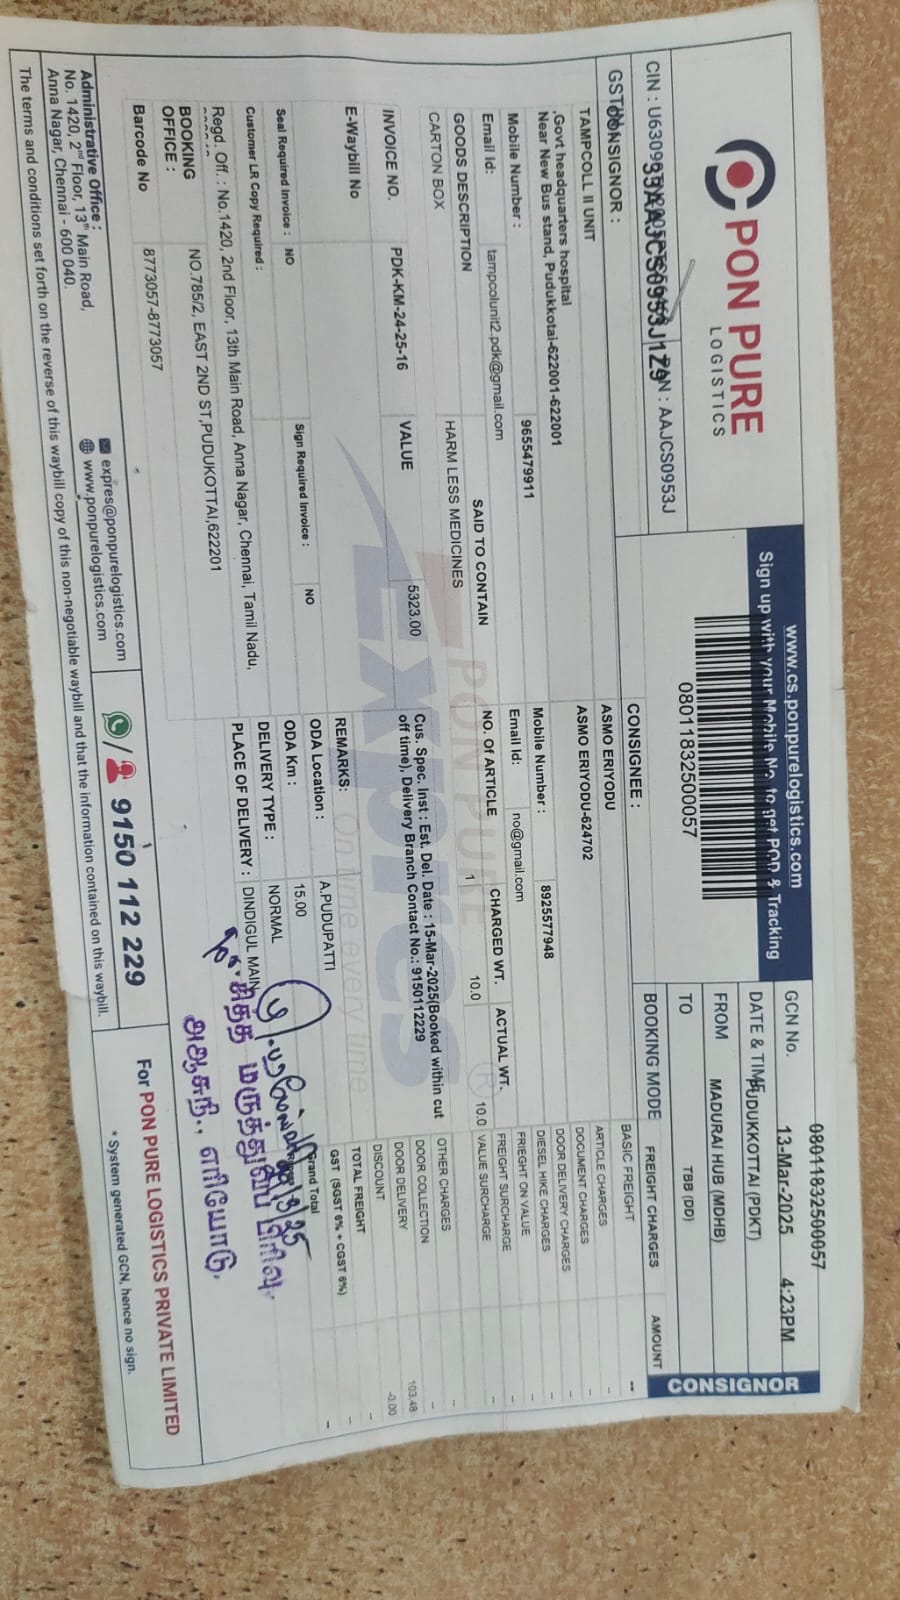 PON PURE
LOGISTICS
www.cs.ponpurelogistics.com
Sign up with your Mobile No. to get POD & Tracking
080118325000057
GCN No. 080118325000057
DATE & TIME 13-Mar-2025 4:23PM
FROM PUDUKKOTTAI (PDKT)
TO MADURAI HUB (MDHB)
BOOKING MODE TBB (DD)
CONSIGNOR
PAN : AAJCS0953J
33AAJCS0953J1Z9
CONSIGNOR :
TAMPCOLL II UNIT
,Govt headquarters hospital
Near New Bus stand, Pudukkotai-622001-622001
Mobile Number : 9655479911
Email Id: tampcolunit2.pdk@gmail.com
CONSIGNEE :
ASMO ERIYODU
ASMO ERIYODU-624702
Mobile Number : 8925577948
Email Id: no@gmail.com
GOODS DESCRIPTION SAID TO CONTAIN NO. Of ARTICLE CHARGED WT. ACTUAL WT.
CARTON BOX HARM LESS MEDICINES 1 10.0 10.0
INVOICE NO. PDK-KM-24-25-16 VALUE 5323.00
Cus. Spec. Inst : Est. Del. Date : 15-Mar-2025(Booked within cut
off time), Delivery Branch Contact No.: 9150112229
E-Waybill No
REMARKS:
Seal Required Invoice : NO Sign Required Invoice : NO
ODA Location : A.PUDUPATTI
Customer LR Copy Required :
ODA Km : 15.00
Regd. Off. : No.1420, 2nd Floor, 13th Main Road, Anna Nagar, Chennai, Tamil Nadu,
DELIVERY TYPE : NORMAL
BOOKING OFFICE : NO.785/2, EAST 2ND ST,PUDUKOTTAI,622201
PLACE OF DELIVERY : DINDIGUL MAIN
Barcode No 8773057-8773057
FREIGHT CHARGES AMOUNT
BASIC FREIGHT --
ARTICLE CHARGES -
DOCUMENT CHARGES -
DOOR DELIVERY CHARGES -
DIESEL HIKE CHARGES -
FRIEGHT ON VALUE -
FREIGHT SURCHARGE -
VALUE SURCHARGE -
OTHER CHARGES -
DOOR COLLECTION -
DOOR DELIVERY 103.48
DISCOUNT -0.00
TOTAL FREIGHT -
GST (SGST 6% + CGST 6%) -
Grand Total -
PON PURE
EXPRESS
On time every time
சித்த மருத்துவப் பிரிவு,
அ.ஆ.சு.நி., எரியோடு.
Administrative Office :
No. 1420, 2nd Floor, 13th Main Road,
Anna Nagar, Chennai - 600 040.
expres@ponpurelogistics.com
www.ponpurelogistics.com
9150 112 229
For PON PURE LOGISTICS PRIVATE LIMITED
* System generated GCN, hence no sign.
The terms and conditions set forth on the reverse of this waybill copy of this non-negotiable waybill and that the information contained on this waybill.